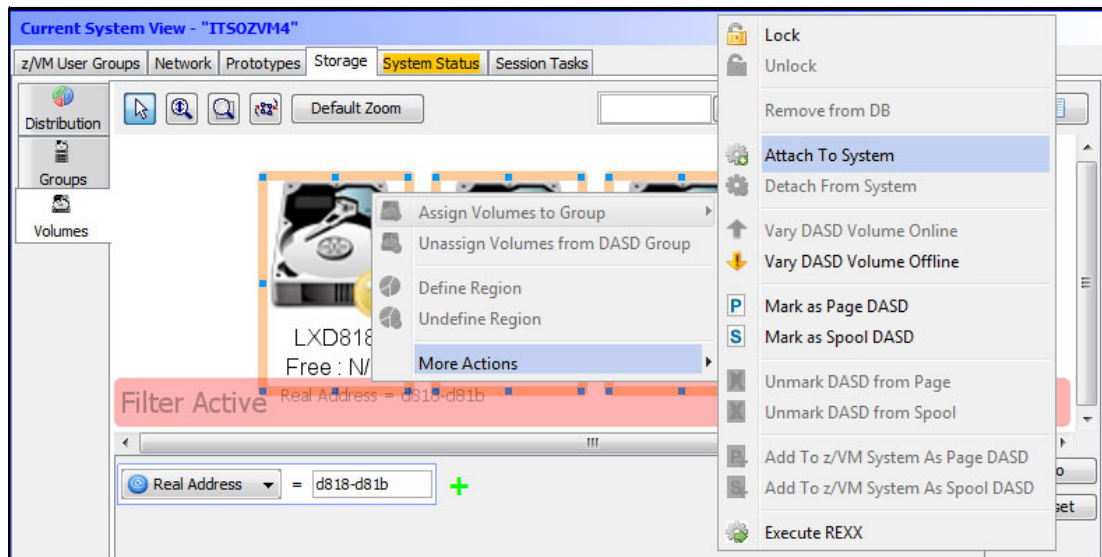 Current System View - "ITSOZVM4"
z/VM User Groups Network Prototypes Storage System Status Session Tasks
Distribution
Groups
Volumes
Default Zoom
LXD818
Free : N/
Filter Active
Real Address = d818-d81b
Real Address = d818-d81b
Assign Volumes to Group
Unassign Volumes from DASD Group
Define Region
Undefine Region
More Actions
Lock
Unlock
Remove from DB
Attach To System
Detach From System
Vary DASD Volume Online
Vary DASD Volume Offline
P Mark as Page DASD
S Mark as Spool DASD
Unmark DASD from Page
Unmark DASD from Spool
Add To z/VM System As Page DASD
Add To z/VM System As Spool DASD
Execute REXX